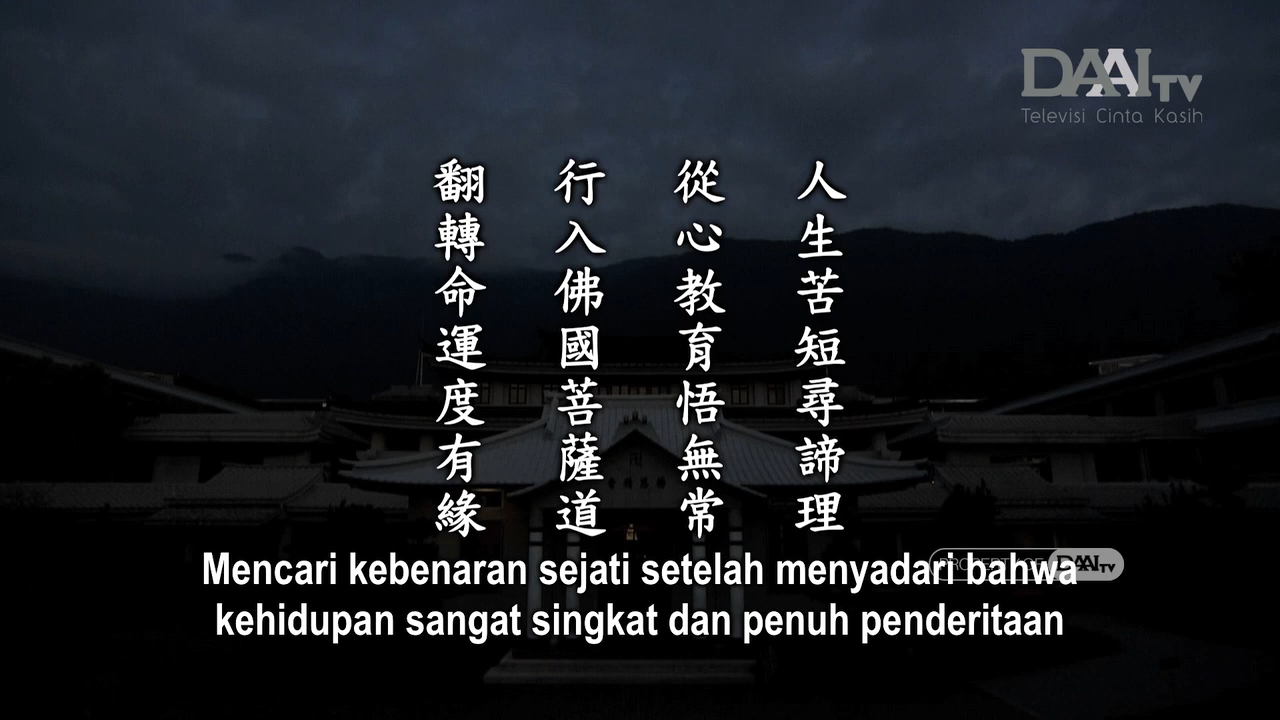 DAAI TV
Televisi Cinta Kasih
人生苦短尋諦理
從心教育悟無常
行入佛國菩薩道
翻轉命運度有緣
Mencari kebenaran sejati setelah menyadari bahwa
kehidupan sangat singkat dan penuh penderitaan
DAAI TV